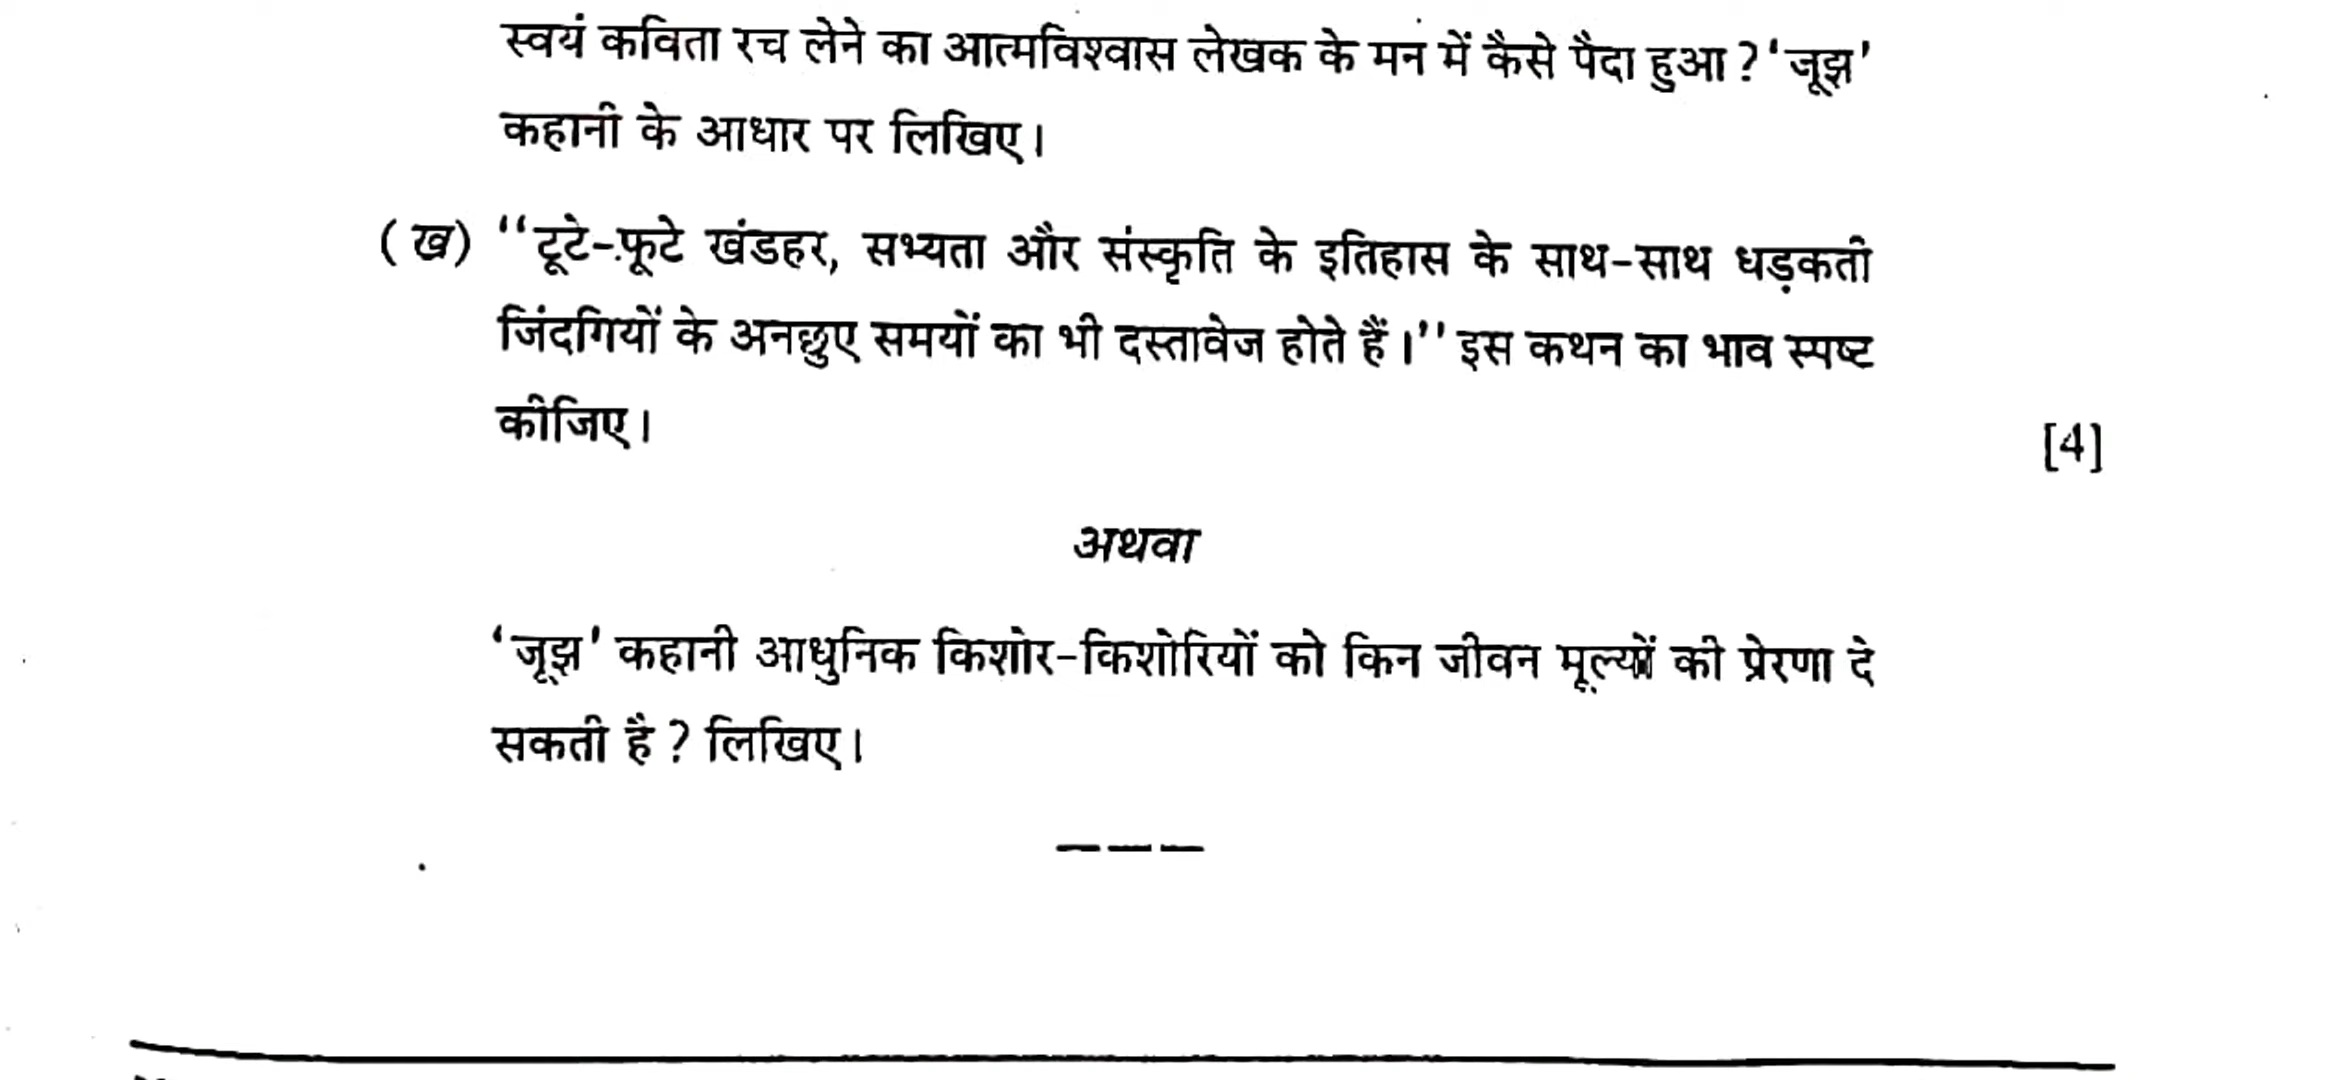 स्वयं कविता रच लेने का आत्मविश्वास लेखक के मन में कैसे पैदा हुआ ? 'जूझ'
कहानी के आधार पर लिखिए।
(ख) "टूटे-फूटे खंडहर, सभ्यता और संस्कृति के इतिहास के साथ-साथ धड़कती
जिंदगियों के अनछुए समयों का भी दस्तावेज होते हैं।" इस कथन का भाव स्पष्ट
कीजिए।
[4]
अथवा
'जूझ' कहानी आधुनिक किशोर-किशोरियों को किन जीवन मूल्यों की प्रेरणा दे
सकती है ? लिखिए।